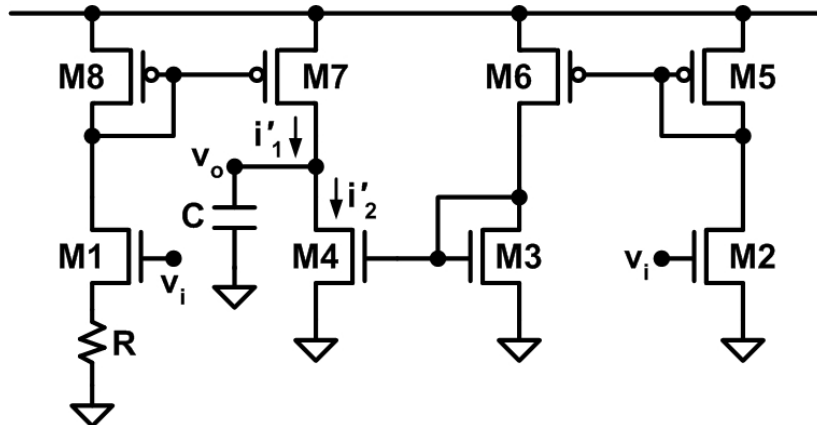 M8 M7 M6 M5
i′₁
vₒ
i′₂
C
M1 M4 M3 vᵢ M2
vᵢ
R